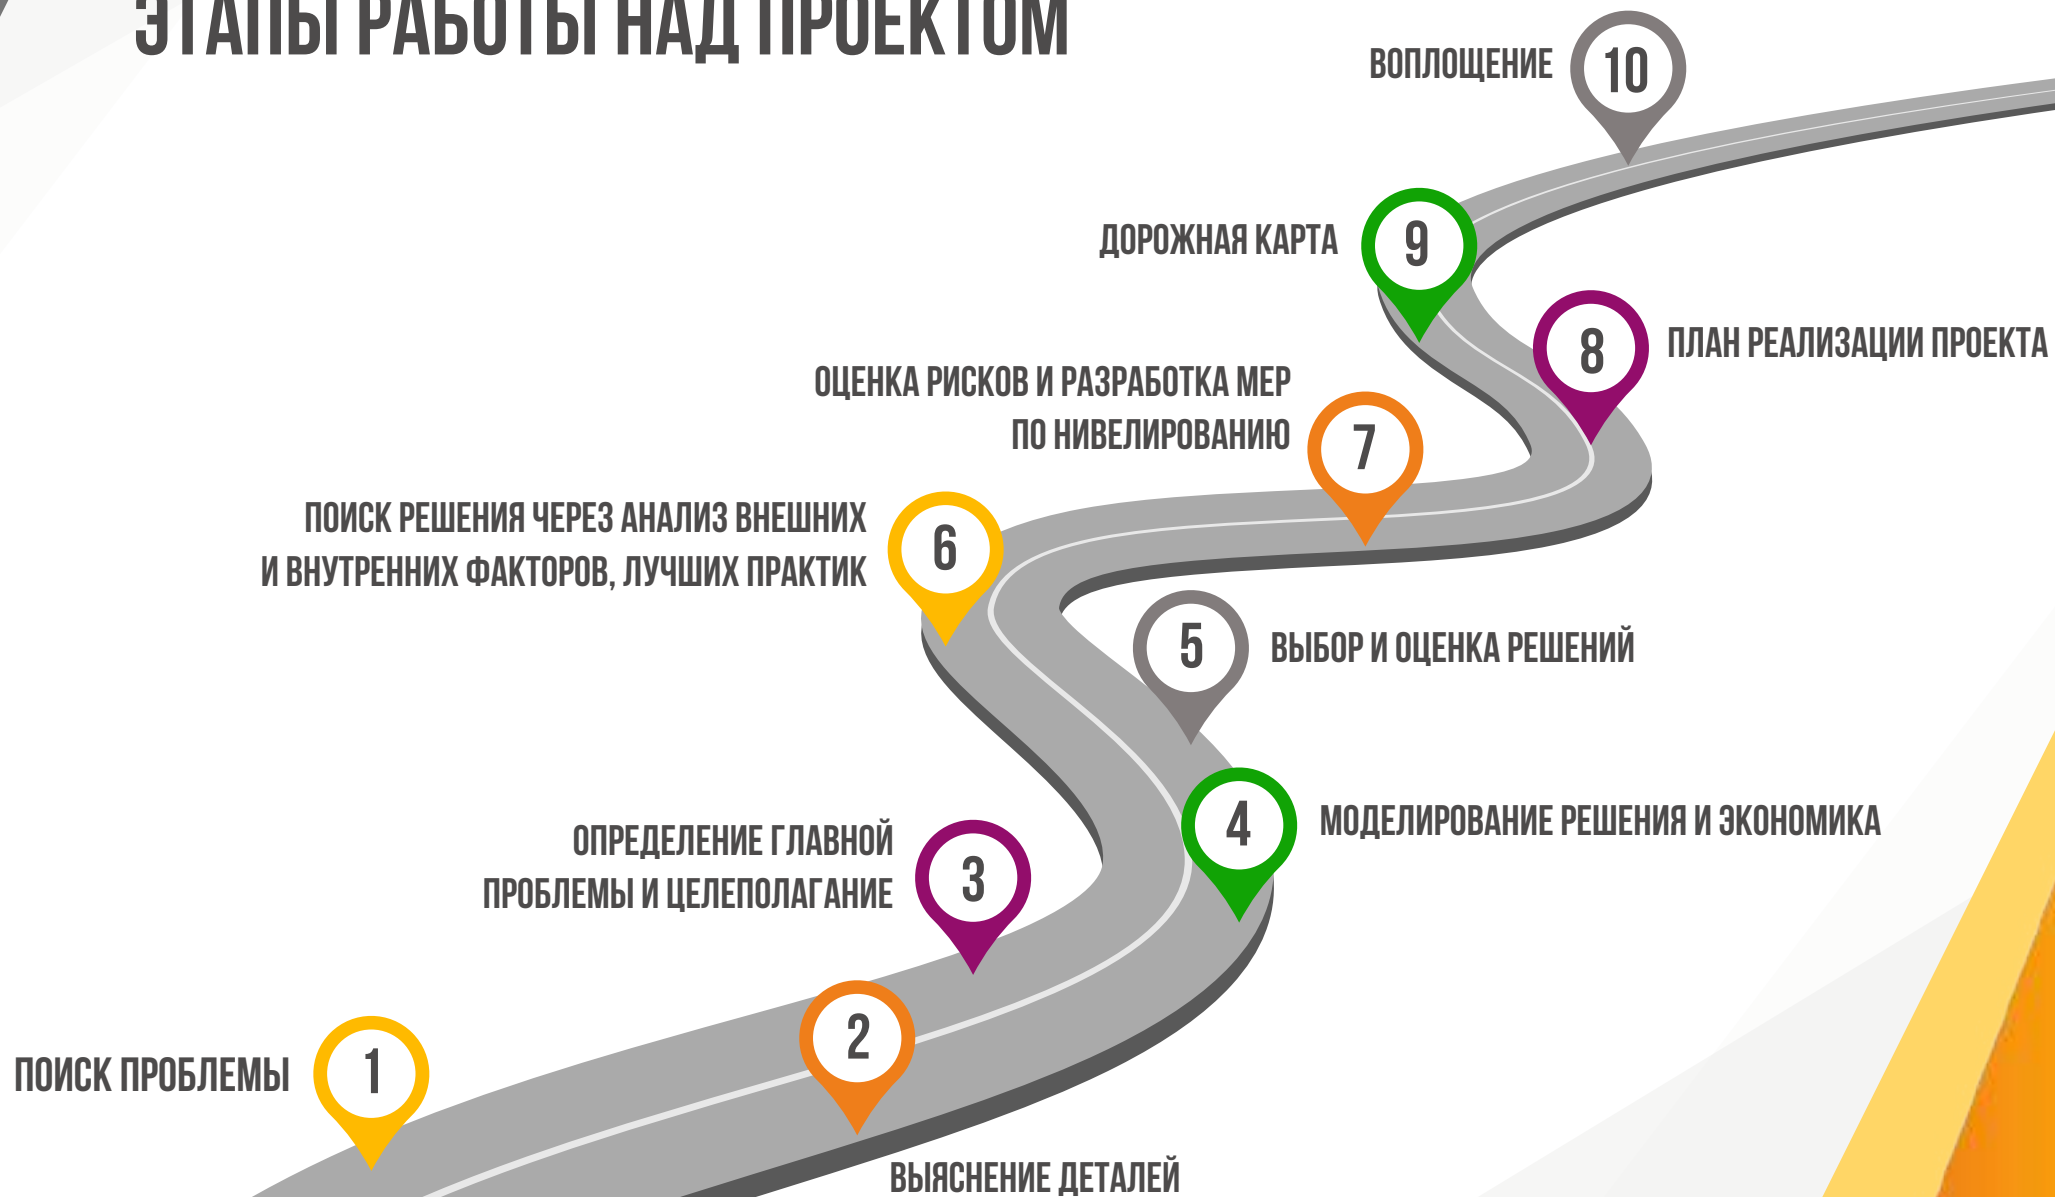 ЭТАПЫ РАБОТЫ НАД ПРОЕКТОМ
ВОПЛОЩЕНИЕ
10
ДОРОЖНАЯ КАРТА
9
8
ПЛАН РЕАЛИЗАЦИИ ПРОЕКТА
ОЦЕНКА РИСКОВ И РАЗРАБОТКА МЕР
ПО НИВЕЛИРОВАНИЮ
7
ПОИСК РЕШЕНИЯ ЧЕРЕЗ АНАЛИЗ ВНЕШНИХ
И ВНУТРЕННИХ ФАКТОРОВ, ЛУЧШИХ ПРАКТИК
6
5
ВЫБОР И ОЦЕНКА РЕШЕНИЙ
4
МОДЕЛИРОВАНИЕ РЕШЕНИЯ И ЭКОНОМИКА
ОПРЕДЕЛЕНИЕ ГЛАВНОЙ
ПРОБЛЕМЫ И ЦЕЛЕПОЛАГАНИЕ
3
2
ВЫЯСНЕНИЕ ДЕТАЛЕЙ
ПОИСК ПРОБЛЕМЫ
1